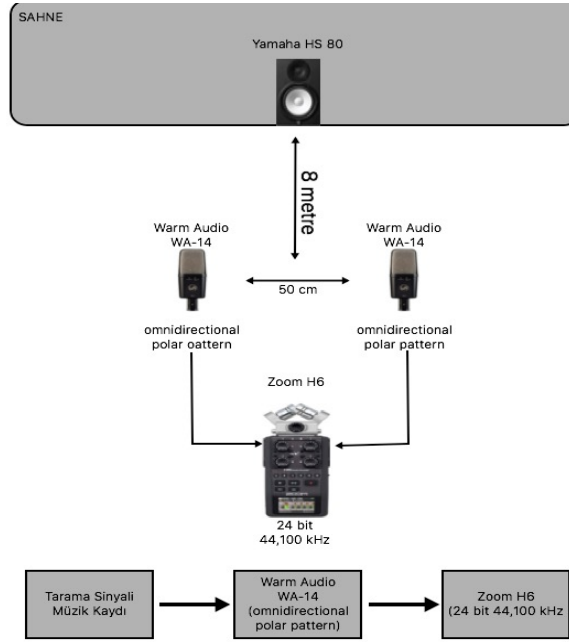 SAHNE
Yamaha HS 80
8 metre
Warm Audio
WA-14
Warm Audio
WA-14
50 cm
omnidirectional
polar oattern
omnidirectional
polar pattern
Zoom H6
24 bit
44,100 kHz
Tarama Sinyali
Müzik Kaydı
Warm Audio
WA-14
(omnidirectional
polar pattern)
Zoom H6
(24 bit 44,100 kHz